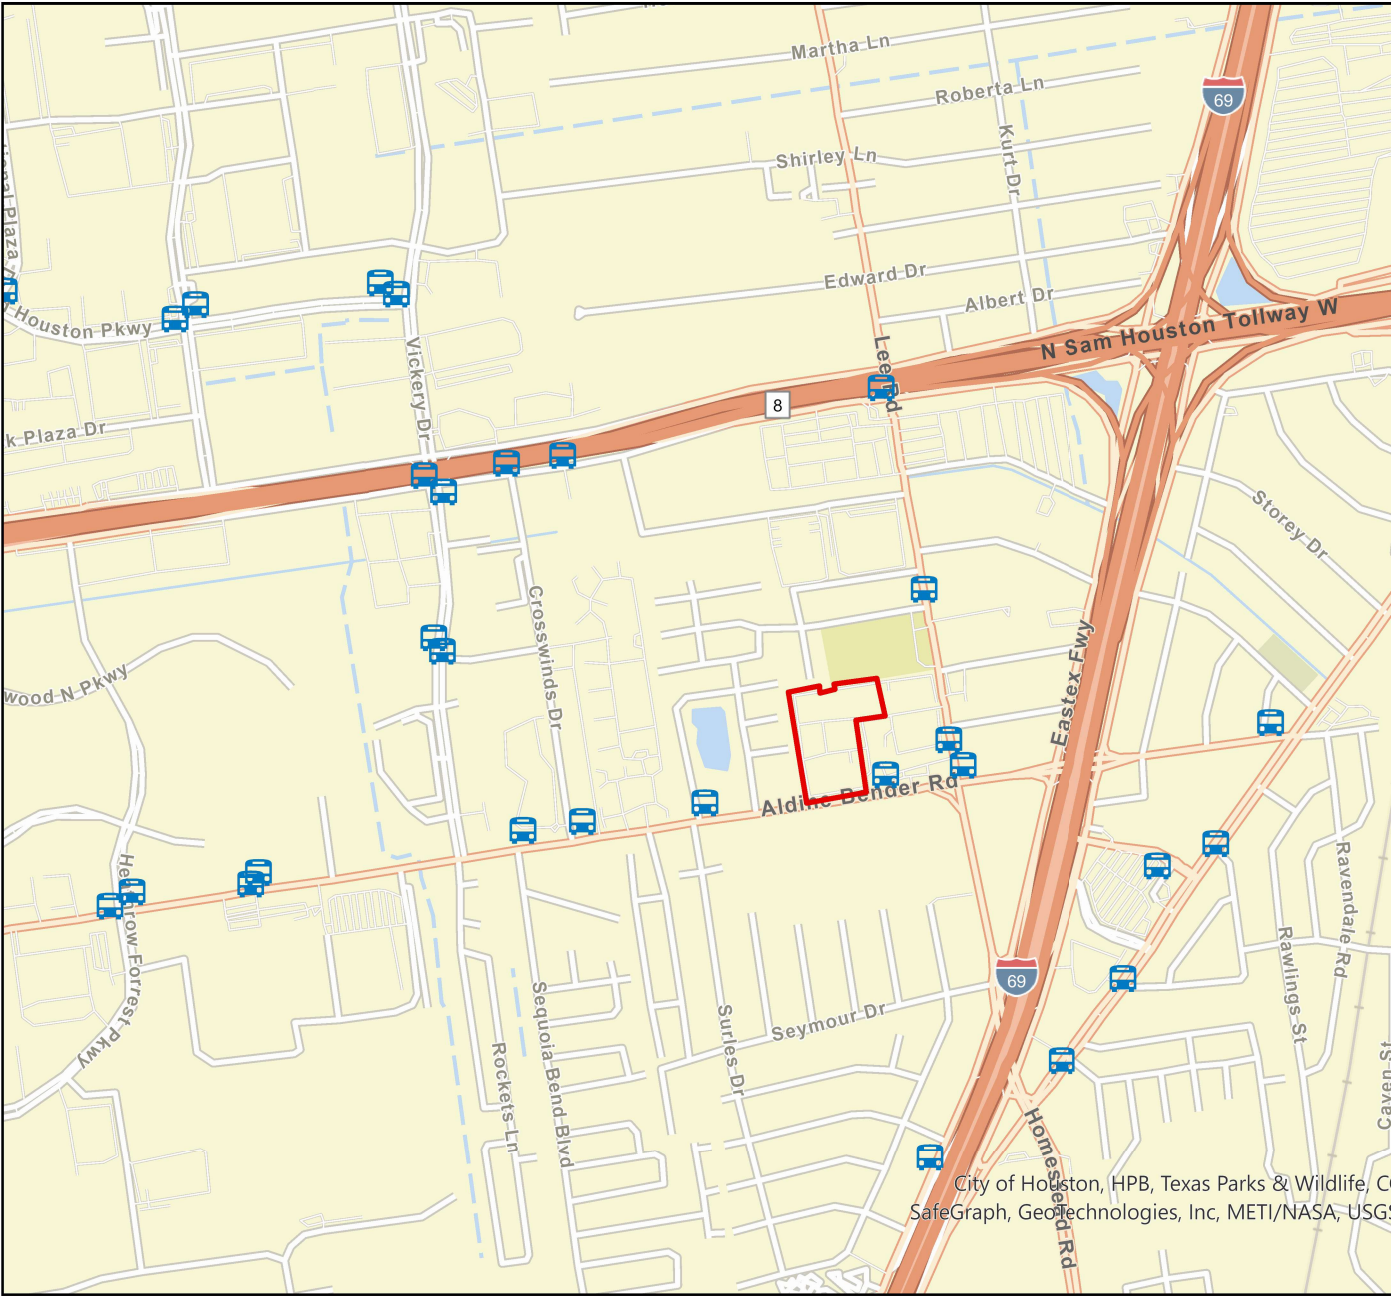 Martha Ln
Roberta Ln
69
Kurt Dr
Shirley Ln
Edward Dr
Albert Dr
N Sam Houston Tollway W
Houston Pkwy
Vickery Dr
Lee Rd
8
k Plaza Dr
Storey Dr
Crosswinds Dr
Eastex Fwy
wood N Pkwy
Aldine Bender Rd
Heathrow Forrest Pkwy
Ravendale Rd
Rawlings St
69
Sequoia Bend Blvd
Surles Dr
Seymour Dr
Rockets Ln
Caven St
Homestead Rd
City of Houston, HPB, Texas Parks & Wildlife, CO
SafeGraph, GeoTechnologies, Inc, METI/NASA, USGS